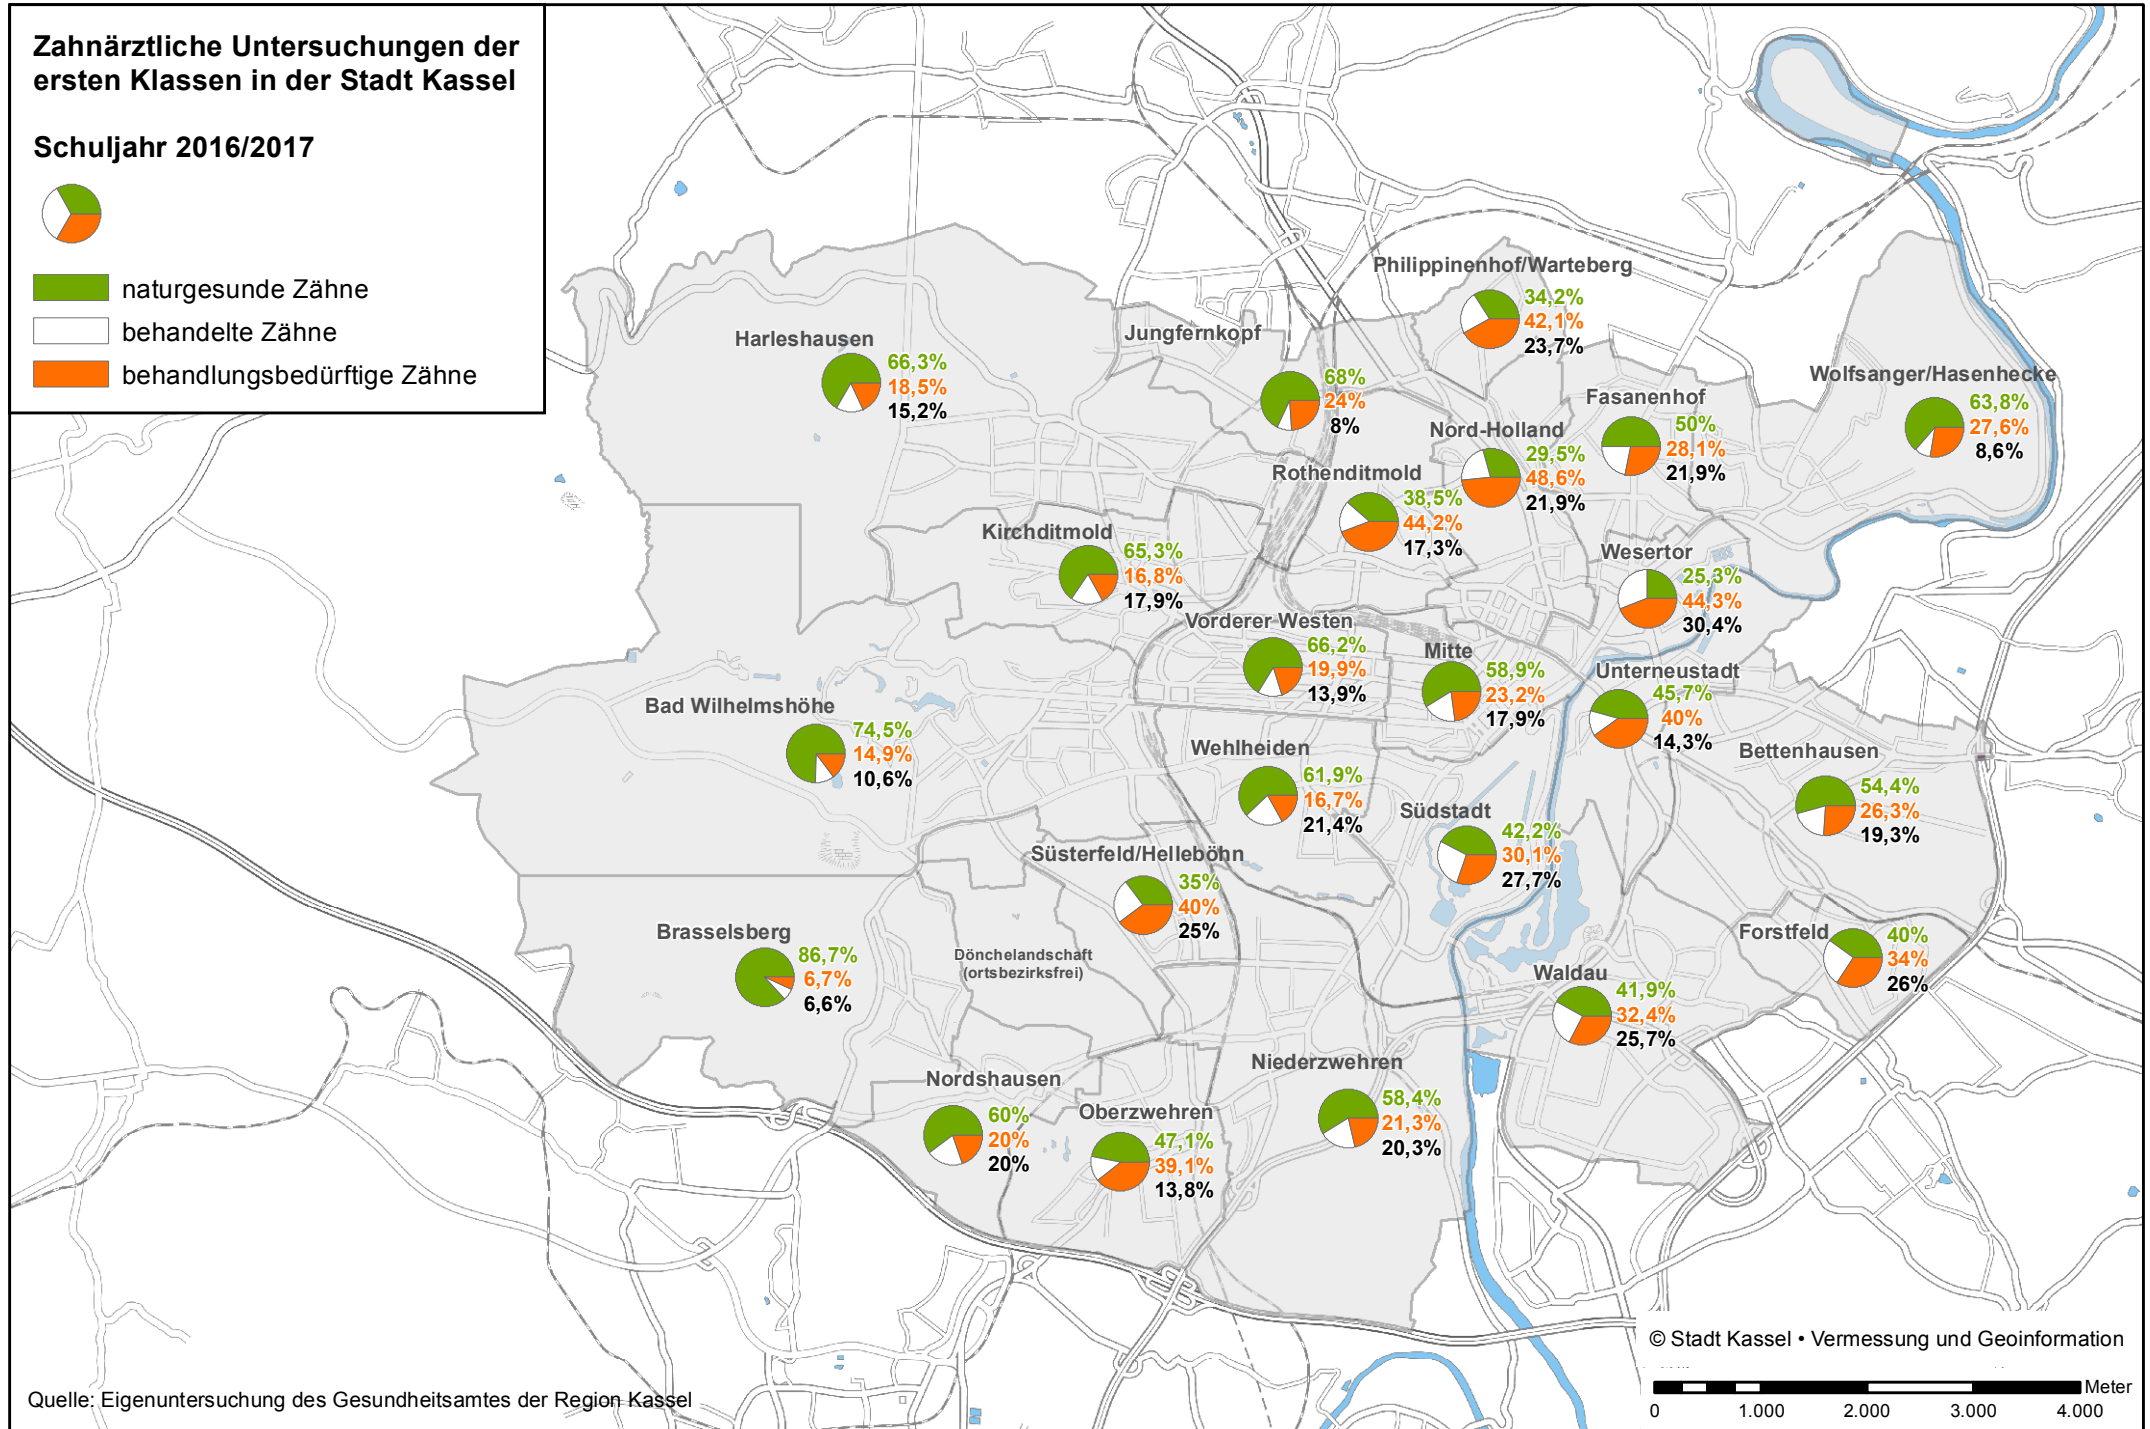 Zahnärztliche Untersuchungen der
ersten Klassen in der Stadt Kassel
Schuljahr 2016/2017
naturgesunde Zähne
behandelte Zähne
behandlungsbedürftige Zähne
Philippinenhof/Warteberg
34,2%
42,1%
23,7%
Harleshausen
66,3%
18,5%
15,2%
Jungfernkopf
68%
24%
8%
Wolfsanger/Hasenhecke
63,8%
27,6%
8,6%
Fasanenhof
50%
28,1%
21,9%
Nord-Holland
29,5%
48,6%
21,9%
Rothenditmold
38,5%
44,2%
17,3%
Kirchditmold
65,3%
16,8%
17,9%
Wesertor
25,3%
44,3%
30,4%
Vorderer Westen
66,2%
19,9%
13,9%
Mitte
58,9%
23,2%
17,9%
Unterneustadt
45,7%
40%
14,3%
Bad Wilhelmshöhe
74,5%
14,9%
10,6%
Wehlheiden
61,9%
16,7%
21,4%
Bettenhausen
54,4%
26,3%
19,3%
Südstadt
42,2%
30,1%
27,7%
Süsterfeld/Helleböhn
35%
40%
25%
Brasselsberg
86,7%
6,7%
6,6%
Dönchelandschaft
(ortsbezirksfrei)
Forstfeld
40%
34%
26%
Waldau
41,9%
32,4%
25,7%
Niederzwehren
58,4%
21,3%
20,3%
Nordshausen
60%
20%
20%
Oberzwehren
47,1%
39,1%
13,8%
© Stadt Kassel • Vermessung und Geoinformation
Meter
0 1.000 2.000 3.000 4.000
Quelle: Eigenuntersuchung des Gesundheitsamtes der Region Kassel